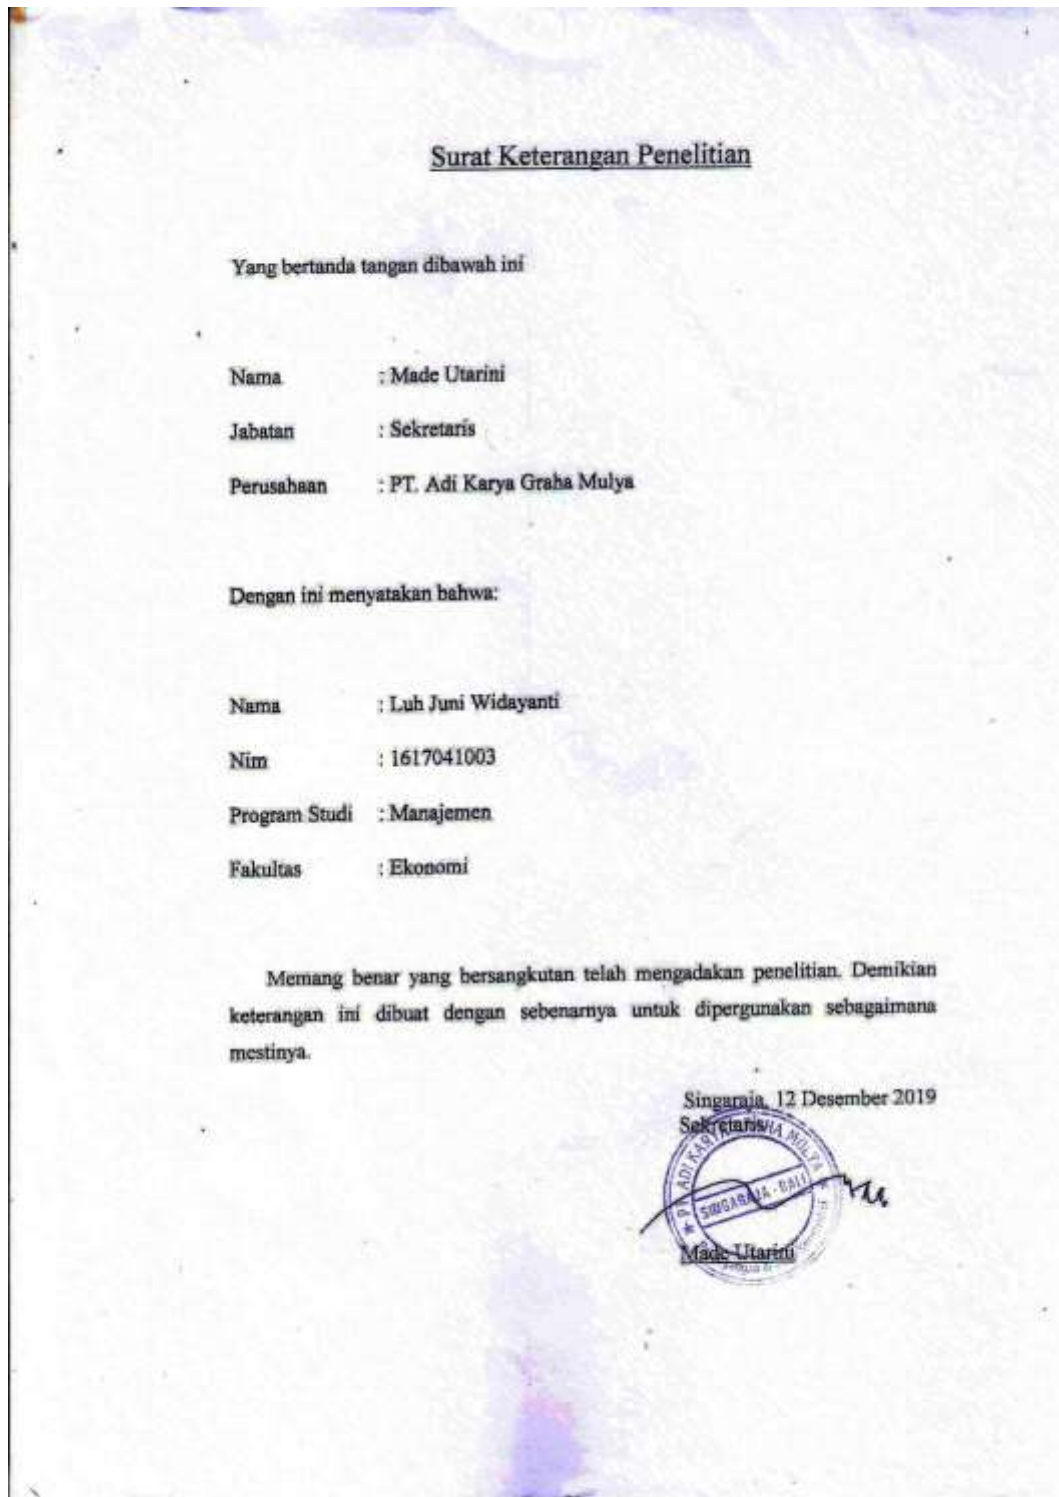 Surat Keterangan Penelitian
Yang bertanda tangan dibawah ini
Nama : Made Utarini
Jabatan : Sekretaris
Perusahaan : PT. Adi Karya Graha Mulya
Dengan ini menyatakan bahwa:
Nama : Luh Juni Widayanti
Nim : 1617041003
Program Studi : Manajemen
Fakultas : Ekonomi
Memang benar yang bersangkutan telah mengadakan penelitian. Demikian
keterangan ini dibuat dengan sebenarnya untuk dipergunakan sebagaimana
mestinya.
Singaraja, 12 Desember 2019
Sekretaris
ADI KARYA MULYA
SINGARAJA - BALI
Made Utarini